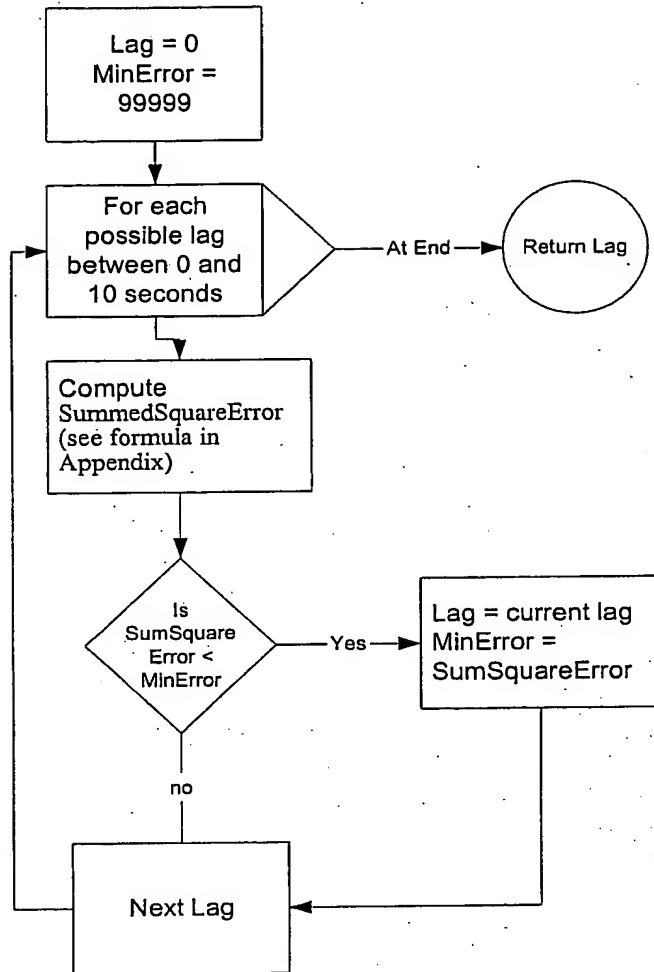 Lag = 0
MinError =
99999
For each
possible lag
between 0 and
10 seconds
At End
Return Lag
Compute
SummedSquareError
(see formula in
Appendix)
Is
SumSquare
Error <
MinError
Yes
Lag = current lag
MinError =
SumSquareError
no
Next Lag